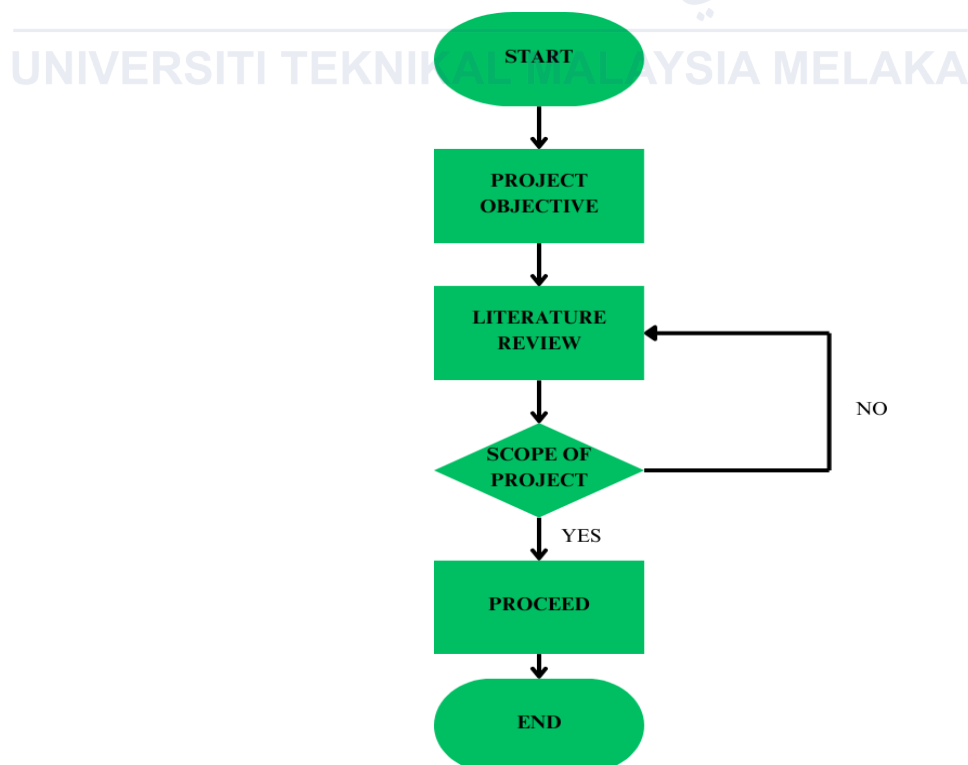 UNIVERSITI TEKNIKAL MALAYSIA MELAKA
START
PROJECT
OBJECTIVE
LITERATURE
REVIEW
NO
SCOPE OF
PROJECT
YES
PROCEED
END